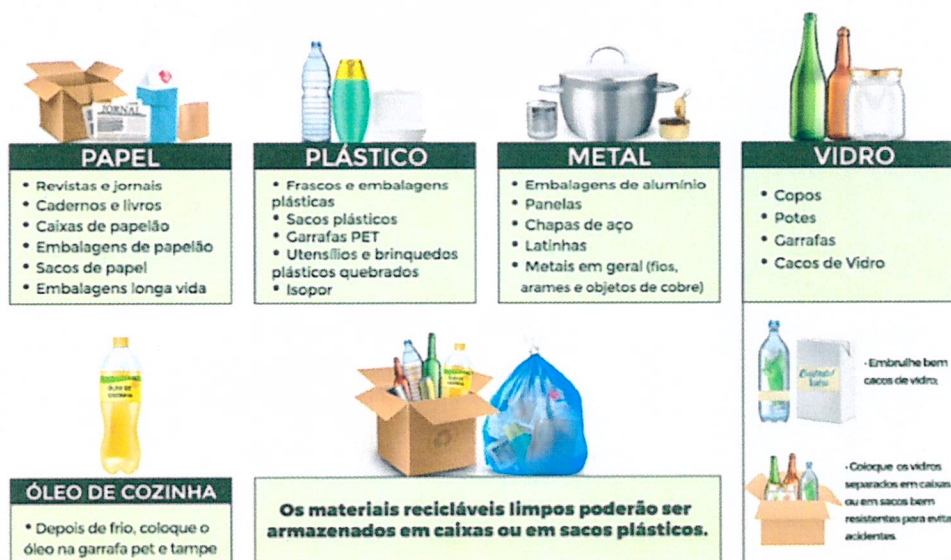 JORNAL
PAPEL
• Revistas e jornais
• Cadernos e livros
• Caixas de papelão
• Embalagens de papelão
• Sacos de papel
• Embalagens longa vida
PLÁSTICO
• Frascos e embalagens
plásticas
• Sacos plásticos
• Garrafas PET
• Utensílios e brinquedos
plásticos quebrados
• Isopor
METAL
• Embalagens de alumínio
• Panelas
• Chapas de aço
• Latinhas
• Metais em geral (fios,
arames e objetos de cobre)
VIDRO
• Copos
• Potes
• Garrafas
• Cacos de Vidro
Cuidado!
Vidro
- Embrulhe bem
cacos de vidro;
- Coloque os vidros
separados em caixas
ou em sacos bem
resistentes para evitar
acidentes.
ÓLEO DE
COZINHA
ÓLEO DE COZINHA
• Depois de frio, coloque o
óleo na garrafa pet e tampe
Os materiais recicláveis limpos poderão ser
armazenados em caixas ou em sacos plásticos.